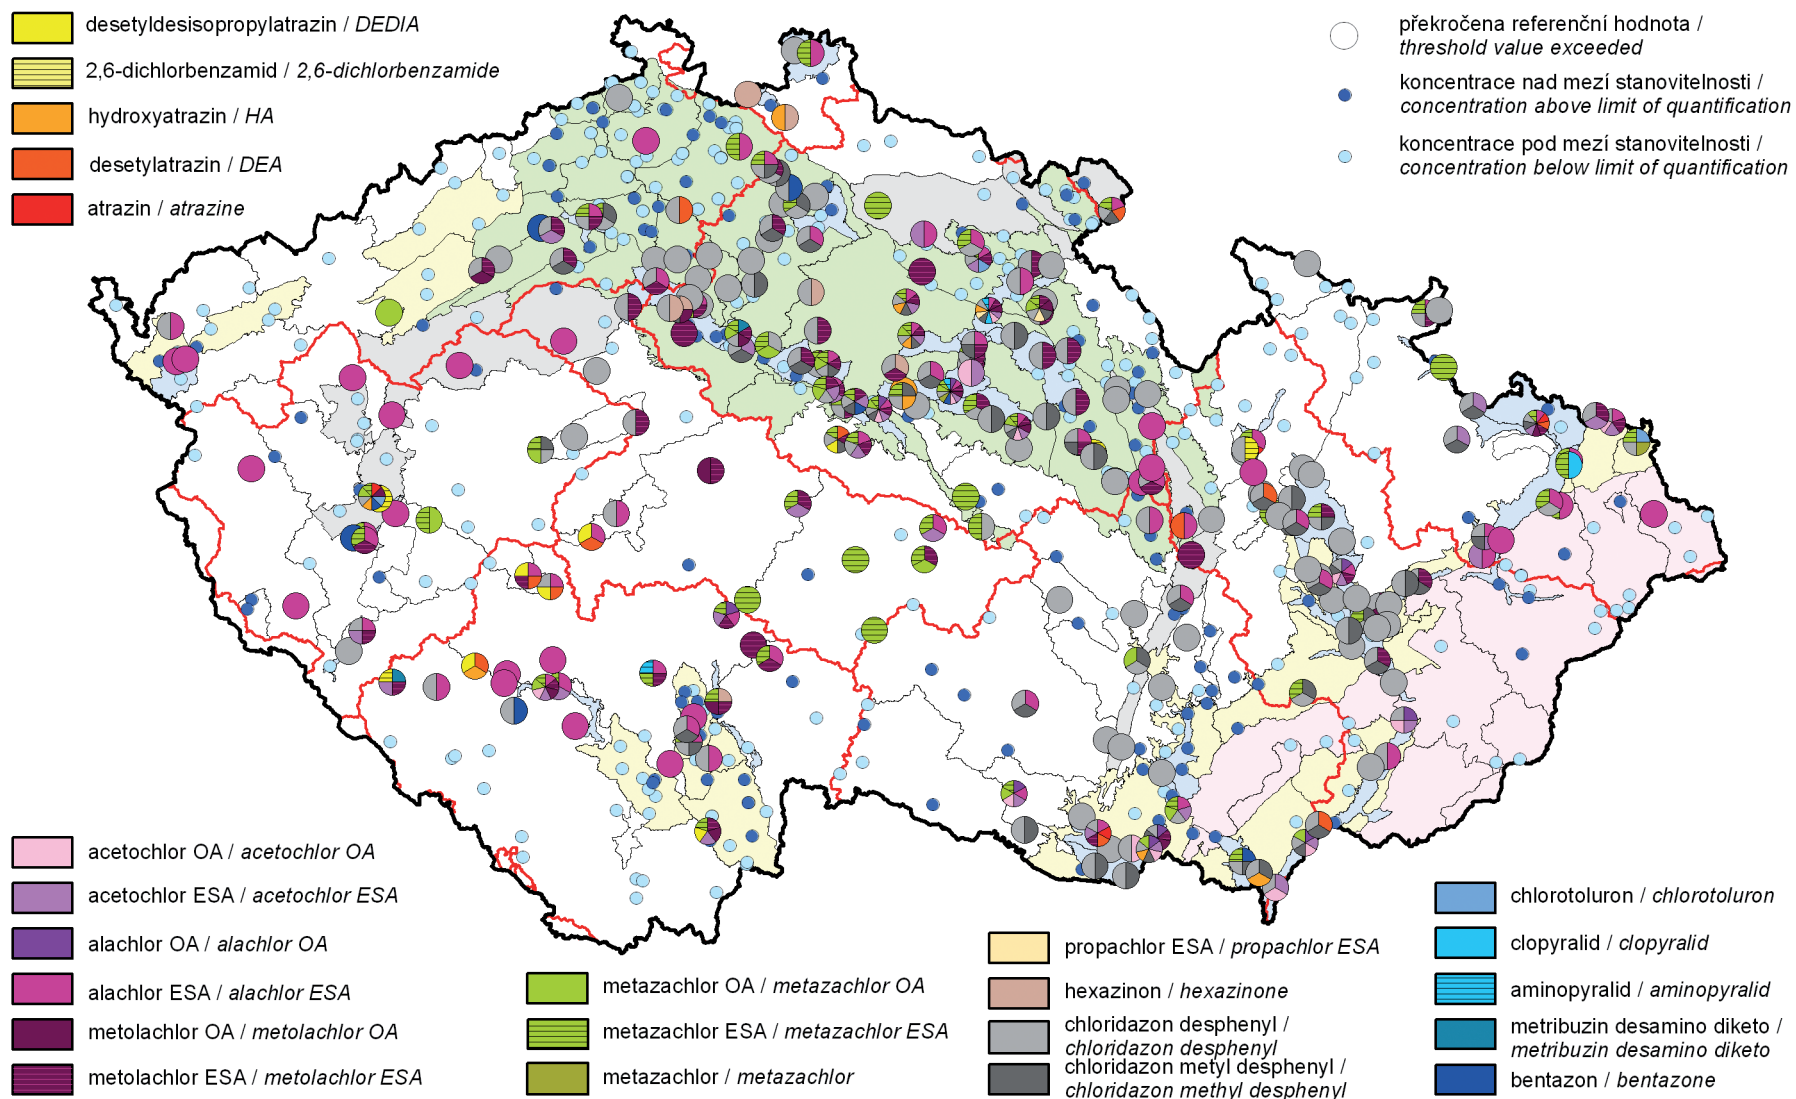 desetyldesisopropylatrazin / DEDIA
2,6-dichlorbenzamid / 2,6-dichlorbenzamide
hydroxyatrazin / HA
desetylatrazin / DEA
atrazin / atrazine
překročena referenční hodnota /
threshold value exceeded
koncentrace nad mezí stanovitelnosti /
concentration above limit of quantification
koncentrace pod mezí stanovitelnosti /
concentration below limit of quantification
acetochlor OA / acetochlor OA
acetochlor ESA / acetochlor ESA
alachlor OA / alachlor OA
alachlor ESA / alachlor ESA
metolachlor OA / metolachlor OA
metolachlor ESA / metolachlor ESA
metazachlor OA / metazachlor OA
metazachlor ESA / metazachlor ESA
metazachlor / metazachlor
propachlor ESA / propachlor ESA
hexazinon / hexazinone
chloridazon desphenyl /
chloridazon desphenyl
chloridazon metyl desphenyl /
chloridazon methyl desphenyl
chlorotoluron / chlorotoluron
clopyralid / clopyralid
aminopyralid / aminopyralid
metribuzin desamino diketo /
metribuzin desamino diketo
bentazon / bentazone